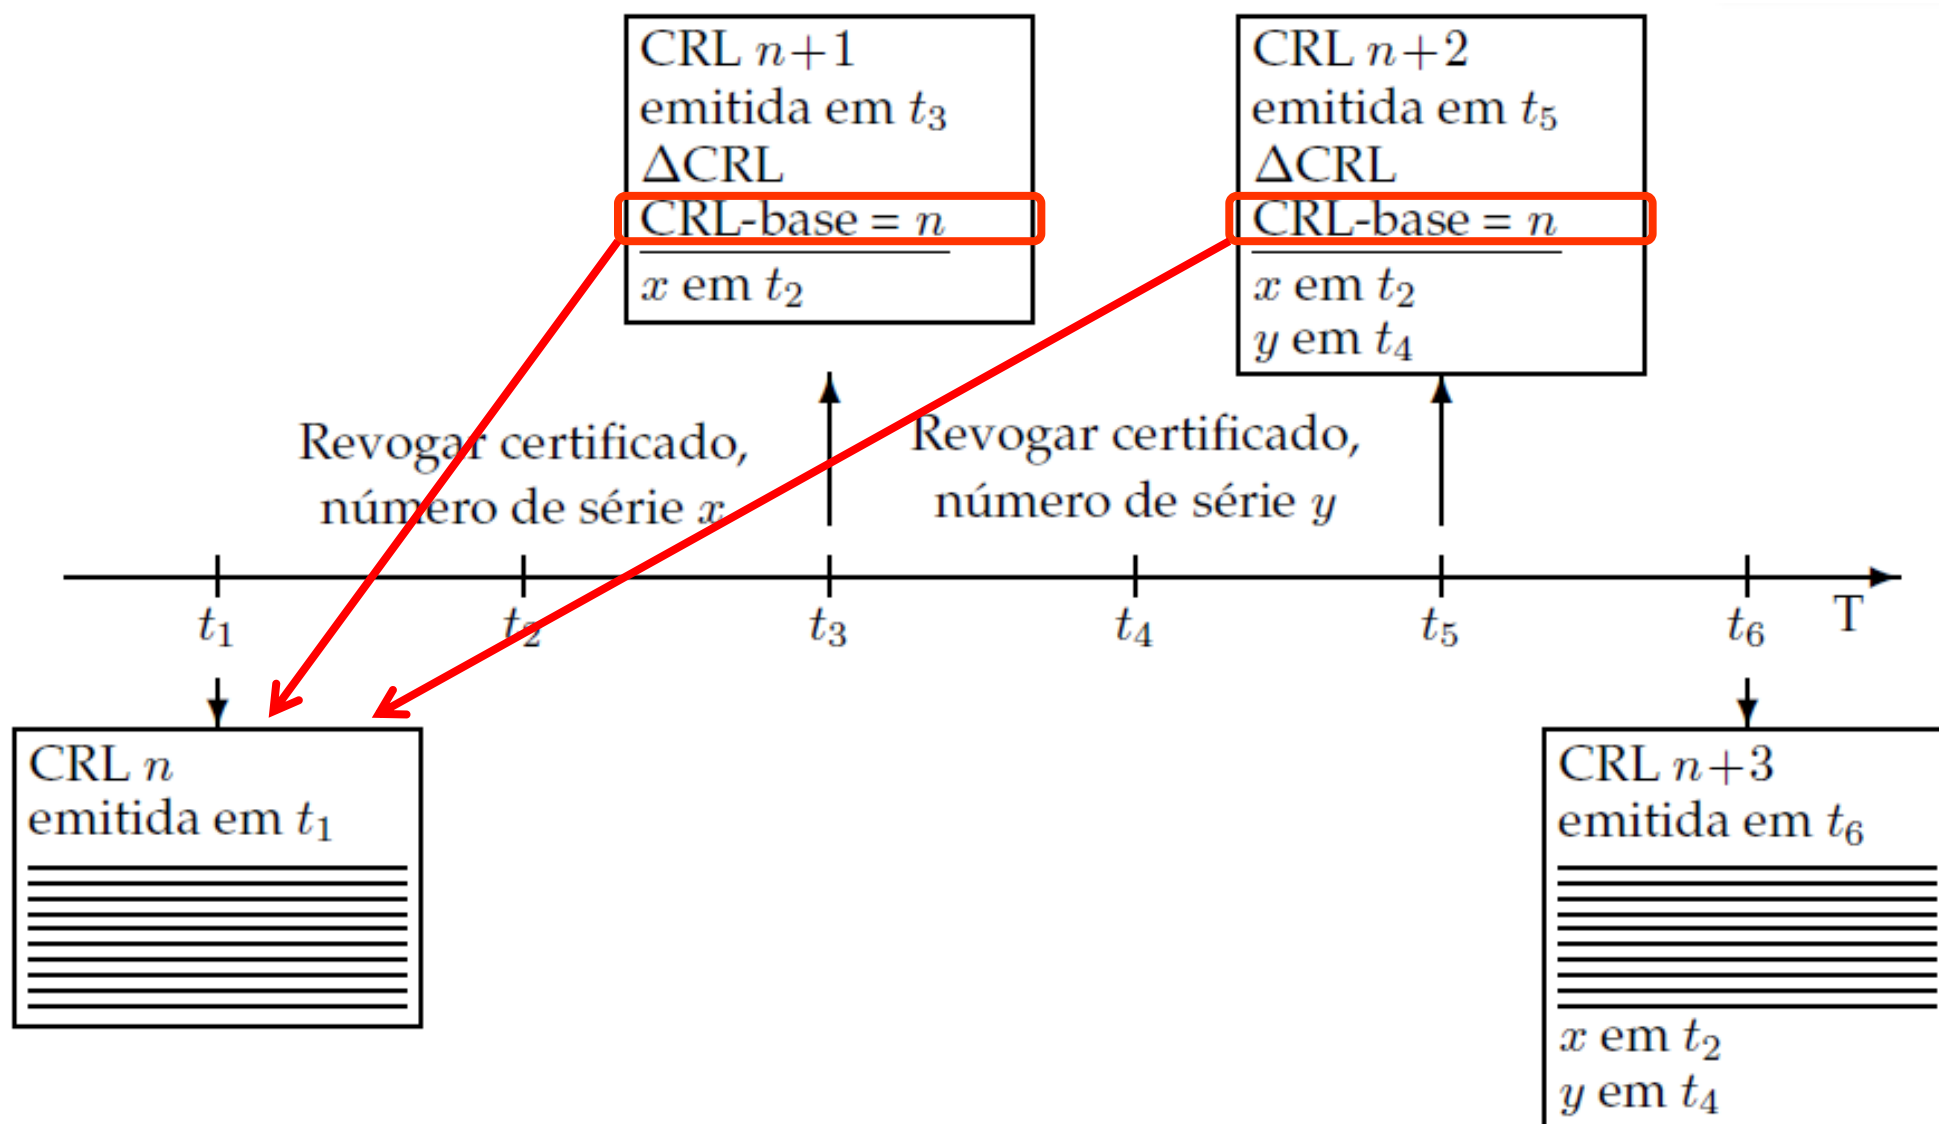 CRL n+1
emitida em t₃
ΔCRL
CRL-base = n
x em t₂
CRL n+2
emitida em t₅
ΔCRL
CRL-base = n
x em t₂
y em t₄
Revogar certificado,
número de série x
Revogar certificado,
número de série y
t₁
t₂
t₃
t₄
t₅
t₆
T
CRL n
emitida em t₁
CRL n+3
emitida em t₆
x em t₂
y em t₄